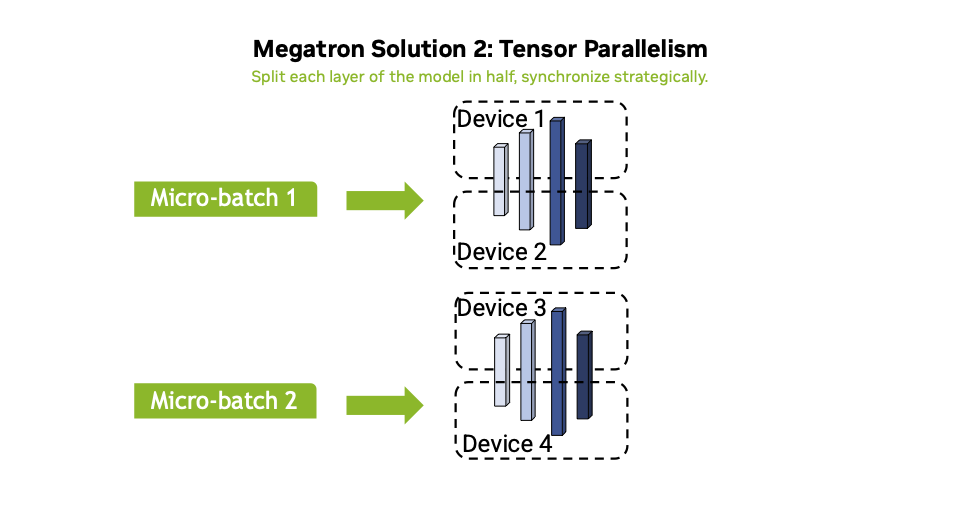 Megatron Solution 2: Tensor Parallelism
Split each layer of the model in half, synchronize strategically.
Device 1
Micro-batch 1
Device 2
Device 3
Micro-batch 2
Device 4